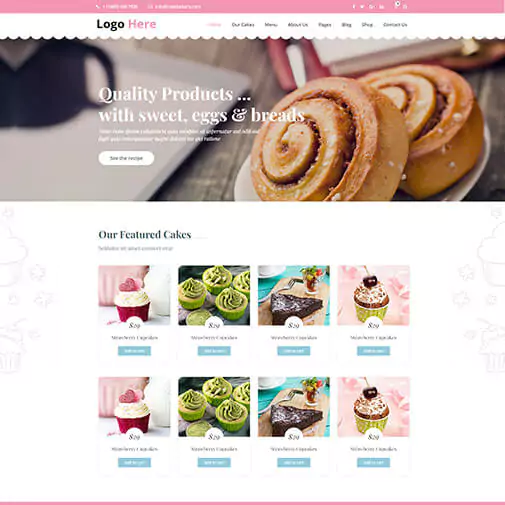 Logo Here
Home Our Cakes Menu About Us Pages Blog Shop Contact Us
Quality Products ...
with sweet, eggs & breads
See the recipe
Our Featured Cakes
$29 $29 $29 $29
Strawberry Cupcakes Strawberry Cupcakes Strawberry Cupcakes Strawberry Cupcakes
Add to cart Add to cart Add to cart Add to cart
$29 $29 $29 $29
Strawberry Cupcakes Strawberry Cupcakes Strawberry Cupcakes Strawberry Cupcakes
Add to cart Add to cart Add to cart Add to cart